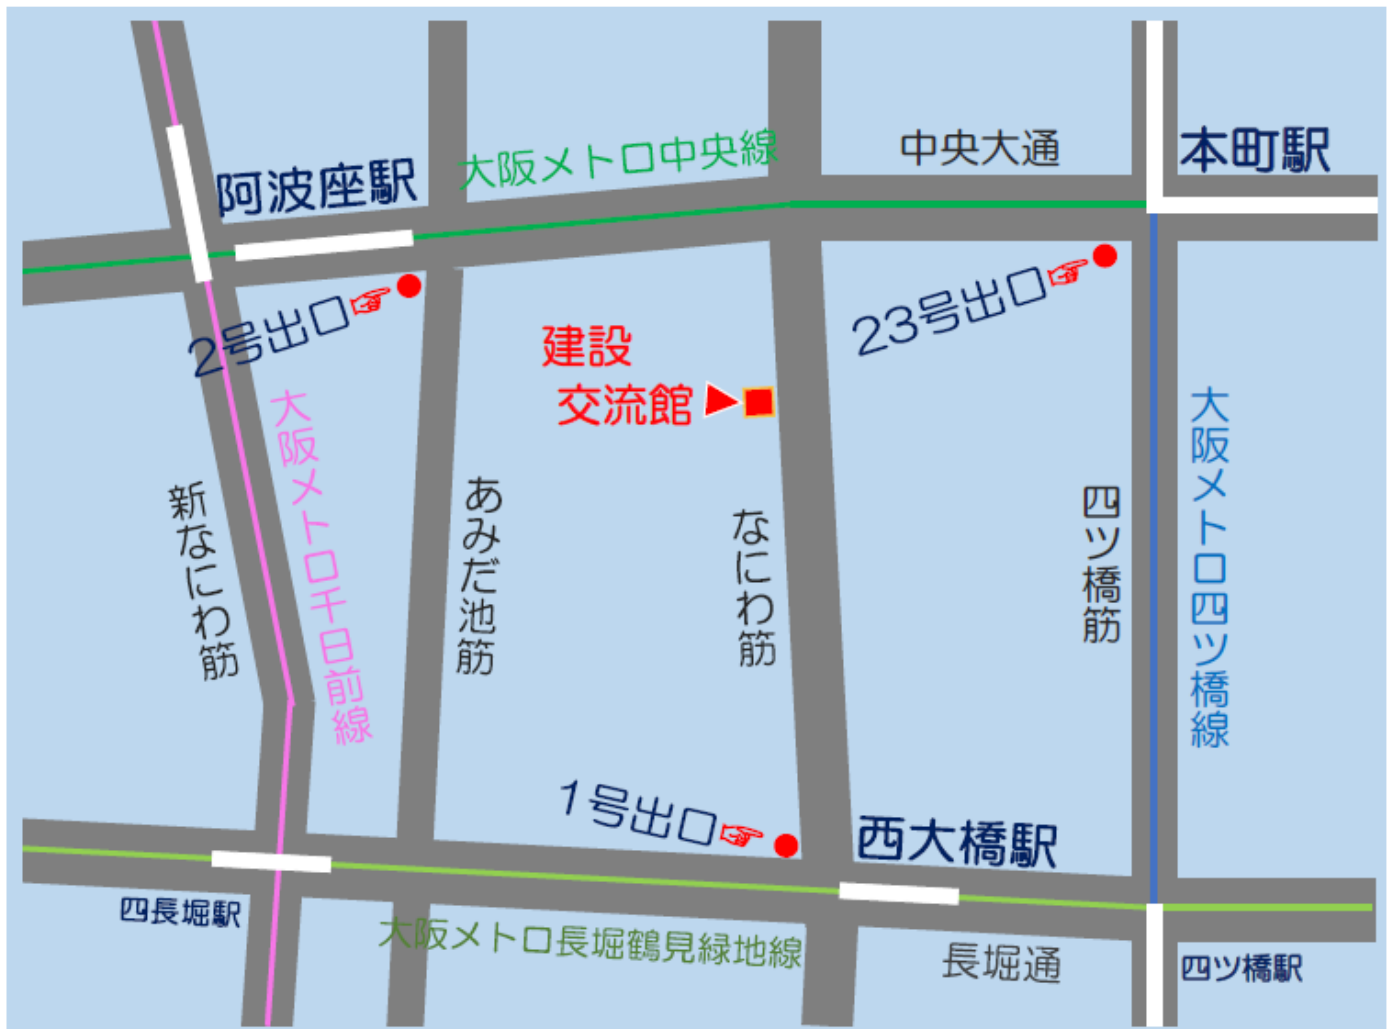 中央大通
本町駅
大阪メトロ中央線
阿波座駅
2号出口
23号出口
建設
交流館
大阪メトロ千日前線
新なにわ筋
あみだ池筋
なにわ筋
四ツ橋筋
大阪メトロ四ツ橋線
1号出口
西大橋駅
四長堀駅
大阪メトロ長堀鶴見緑地線
長堀通
四ツ橋駅